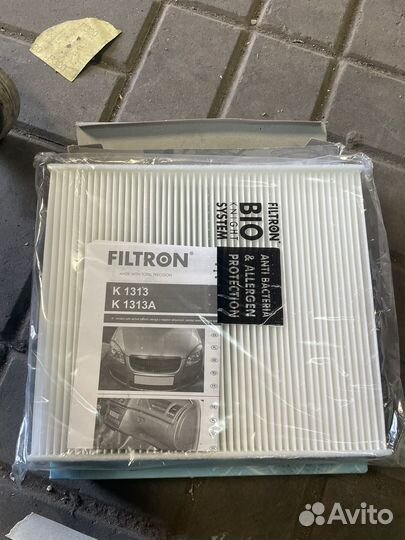 FILTRON®
MADE WITH TOTAL PRECISION
K 1313
K 1313A
FILTRON®
BIO
KNIGHT
SYSTEM
ANTI BACTERIA
& ALLERGEN
PROTECTION
Avito